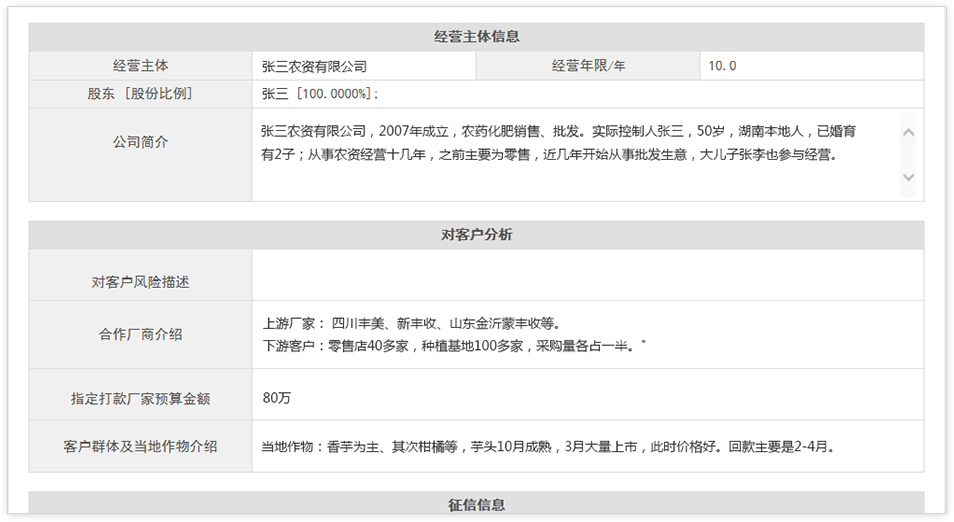 经营主体信息
经营主体 张三农资有限公司 经营年限/年 10.0
股东 [股份比例] 张三 [100.0000%];
公司简介
张三农资有限公司，2007年成立，农药化肥销售、批发。实际控制人张三，50岁，湖南本地人，已婚育
有2子；从事农资经营十几年，之前主要为零售，近几年开始从事批发生意，大儿子张李也参与经营。
对客户分析
对客户风险描述
合作厂商介绍
上游厂家： 四川丰美、新丰收、山东金沂蒙丰收等。
下游客户：零售店40多家，种植基地100多家，采购量各占一半。"
指定打款厂家预算金额 80万
客户群体及当地作物介绍 当地作物：香芋为主、其次柑橘等，芋头10月成熟，3月大量上市，此时价格好。回款主要是2-4月。
征信信息